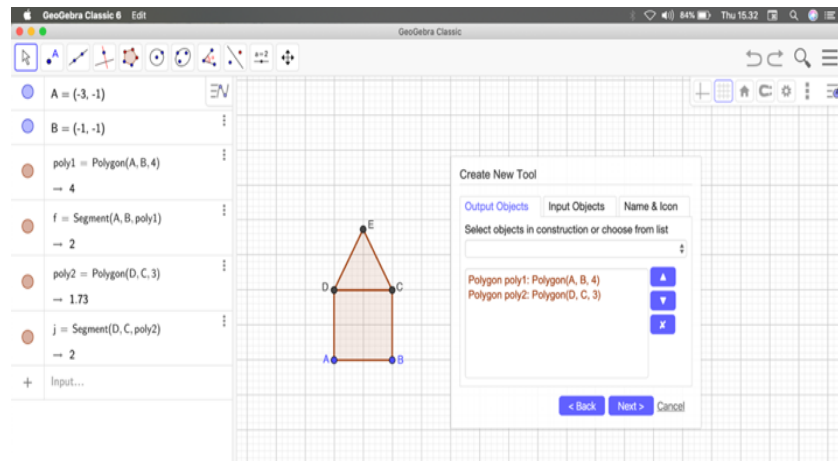 GeoGebra Classic 6 Edit
84% Thu 15.32
GeoGebra Classic
A
a=2
A = (-3, -1)
B = (-1, -1)
poly1 = Polygon(A, B, 4)
→ 4
f = Segment(A, B, poly1)
→ 2
poly2 = Polygon(D, C, 3)
→ 1.73
j = Segment(D, C, poly2)
→ 2
+ Input...
E
D
C
A
B
Create New Tool
Output Objects Input Objects Name & Icon
Select objects in construction or choose from list
Polygon poly1: Polygon(A, B, 4)
Polygon poly2: Polygon(D, C, 3)
< Back Next > Cancel